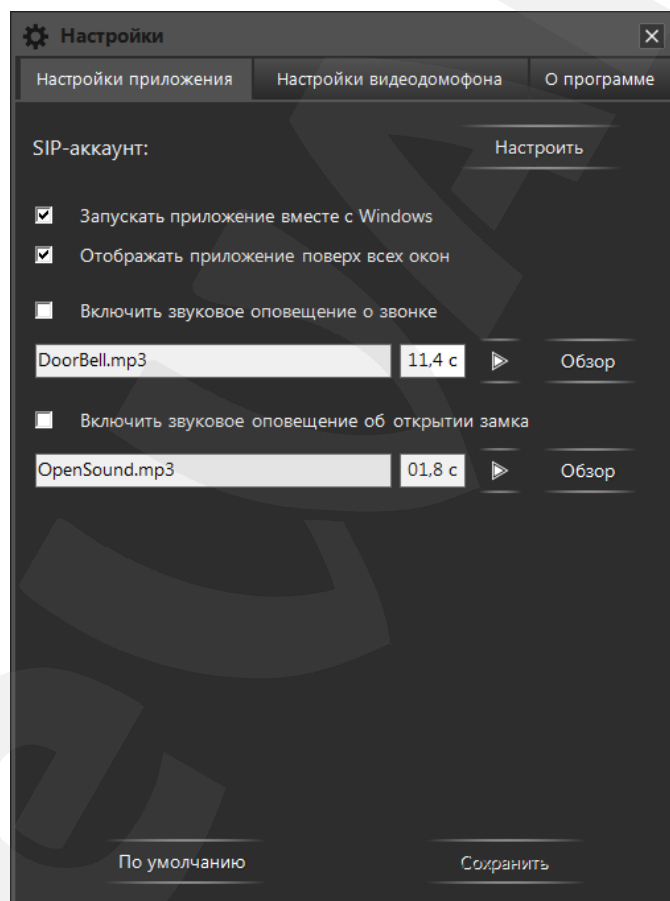 Настройки
Настройки приложения Настройки видеодомофона О программе
SIP-аккаунт: Настроить
Запускать приложение вместе с Windows
Отображать приложение поверх всех окон
Включить звуковое оповещение о звонке
DoorBell.mp3 11,4 с Обзор
Включить звуковое оповещение об открытии замка
OpenSound.mp3 01,8 с Обзор
По умолчанию Сохранить